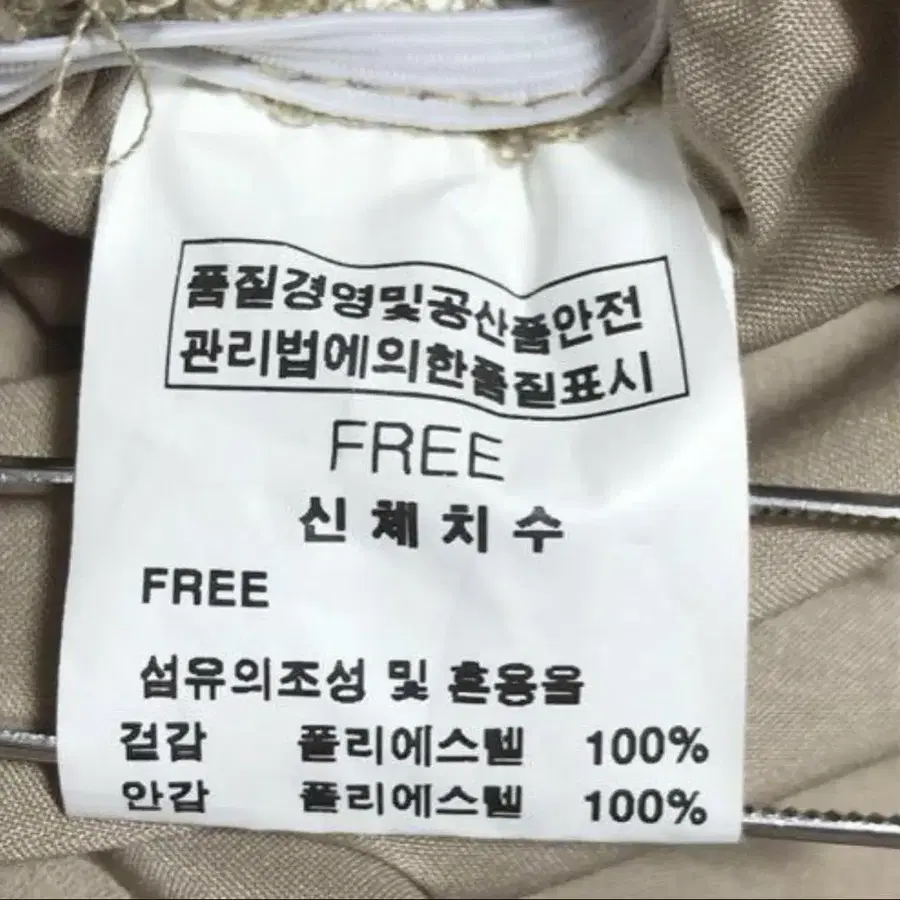 품질경영및공산품안전
관리법에의한품질표시
FREE
신체치수
FREE
섬유의조성 및 혼용율
겉감 폴리에스텔 100%
안감 폴리에스텔 100%